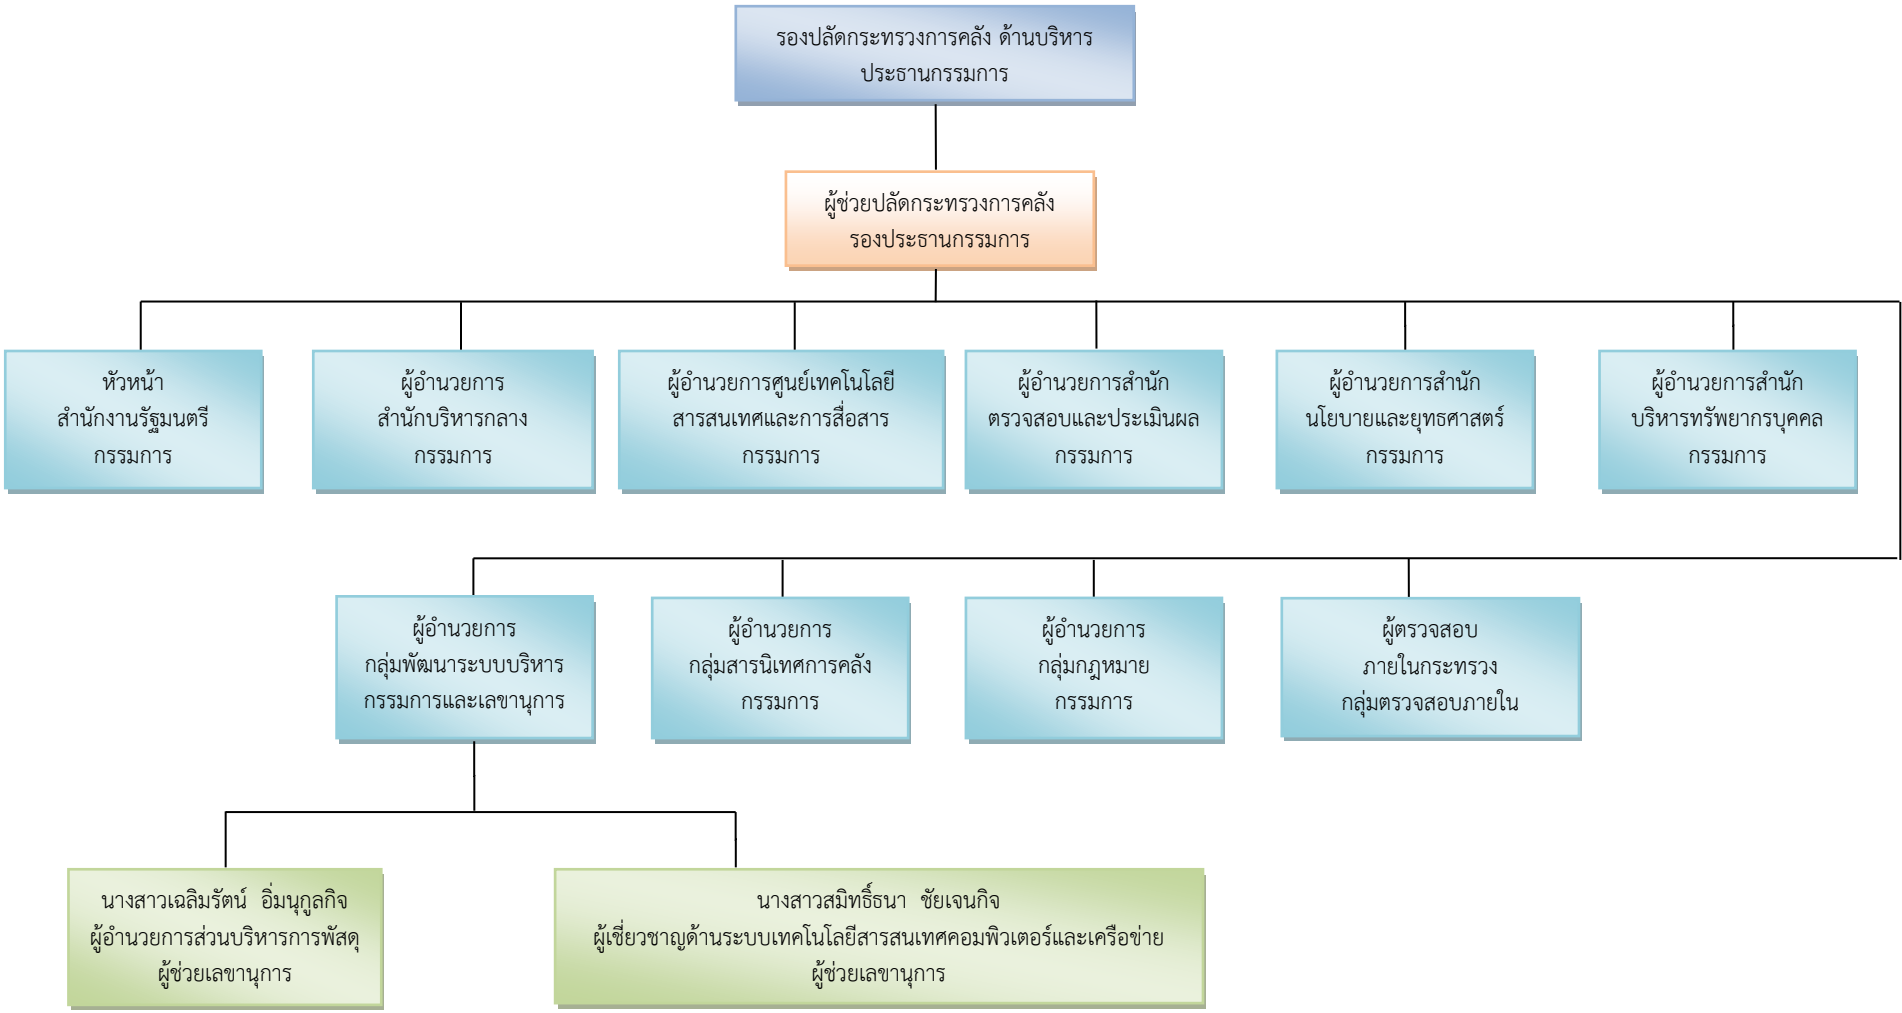 รองปลัดกระทรวงการคลัง ด้านบริหาร
ประธานกรรมการ
ผู้ช่วยปลัดกระทรวงการคลัง
รองประธานกรรมการ
หัวหน้า
สำนักงานรัฐมนตรี
กรรมการ
ผู้อำนวยการ
สำนักบริหารกลาง
กรรมการ
ผู้อำนวยการศูนย์เทคโนโลยี
สารสนเทศและการสื่อสาร
กรรมการ
ผู้อำนวยการสำนัก
ตรวจสอบและประเมินผล
กรรมการ
ผู้อำนวยการสำนัก
นโยบายและยุทธศาสตร์
กรรมการ
ผู้อำนวยการสำนัก
บริหารทรัพยากรบุคคล
กรรมการ
ผู้อำนวยการ
กลุ่มพัฒนาระบบบริหาร
กรรมการและเลขานุการ
ผู้อำนวยการ
กลุ่มสารนิเทศการคลัง
กรรมการ
ผู้อำนวยการ
กลุ่มกฎหมาย
กรรมการ
ผู้ตรวจสอบ
ภายในกระทรวง
กลุ่มตรวจสอบภายใน
นางสาวเฉลิมรัตน์ อิ่มนุกูลกิจ
ผู้อำนวยการส่วนบริหารการพัสดุ
ผู้ช่วยเลขานุการ
นางสาวสมิทธิ์ธนา ชัยเจนกิจ
ผู้เชี่ยวชาญด้านระบบเทคโนโลยีสารสนเทศคอมพิวเตอร์และเครือข่าย
ผู้ช่วยเลขานุการ